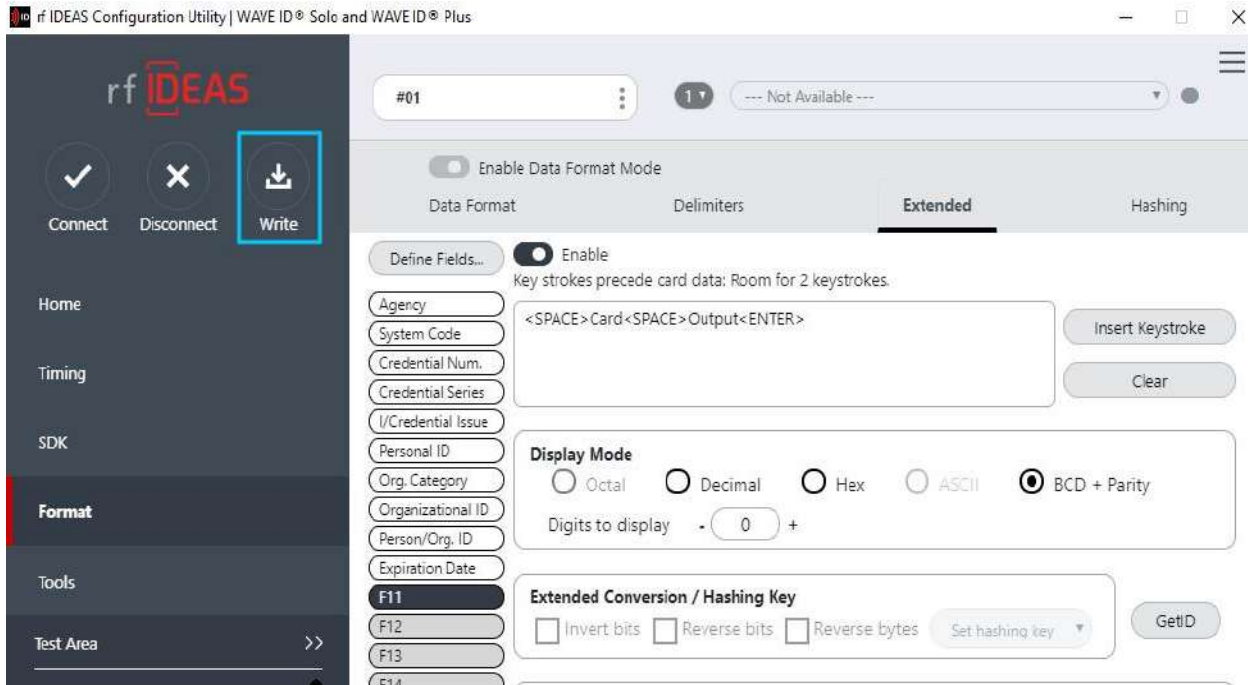 rf IDEAS Configuration Utility | WAVE ID® Solo and WAVE ID® Plus
rf IDEAS
Connect
Disconnect
Write
Home
Timing
SDK
Format
Tools
Test Area >>
#01
1
--- Not Available ---
Enable Data Format Mode
Data Format
Delimiters
Extended
Hashing
Define Fields...
Agency
System Code
Credential Num.
Credential Series
I/Credential Issue
Personal ID
Org. Category
Organizational ID
Person/Org. ID
Expiration Date
F11
F12
F13
F14
Enable
Key strokes precede card data: Room for 2 keystrokes.
<SPACE>Card<SPACE>Output<ENTER>
Insert Keystroke
Clear
Display Mode
Octal Decimal Hex ASCII BCD + Parity
Digits to display - 0 +
Extended Conversion / Hashing Key
Invert bits Reverse bits Reverse bytes Set hashing key
GetID